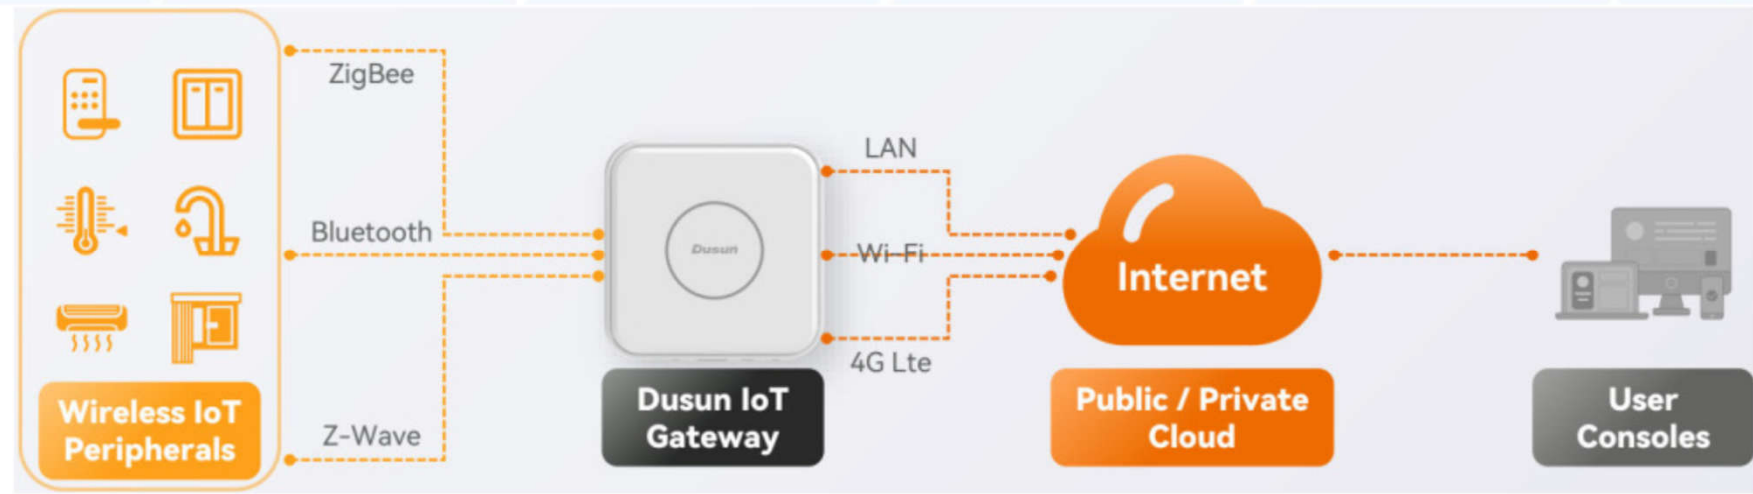 ZigBee
Bluetooth
Z-Wave
Wireless IoT
Peripherals
Dusun
Dusun IoT
Gateway
LAN
Wi-Fi
4G Lte
Internet
Public / Private
Cloud
User
Consoles